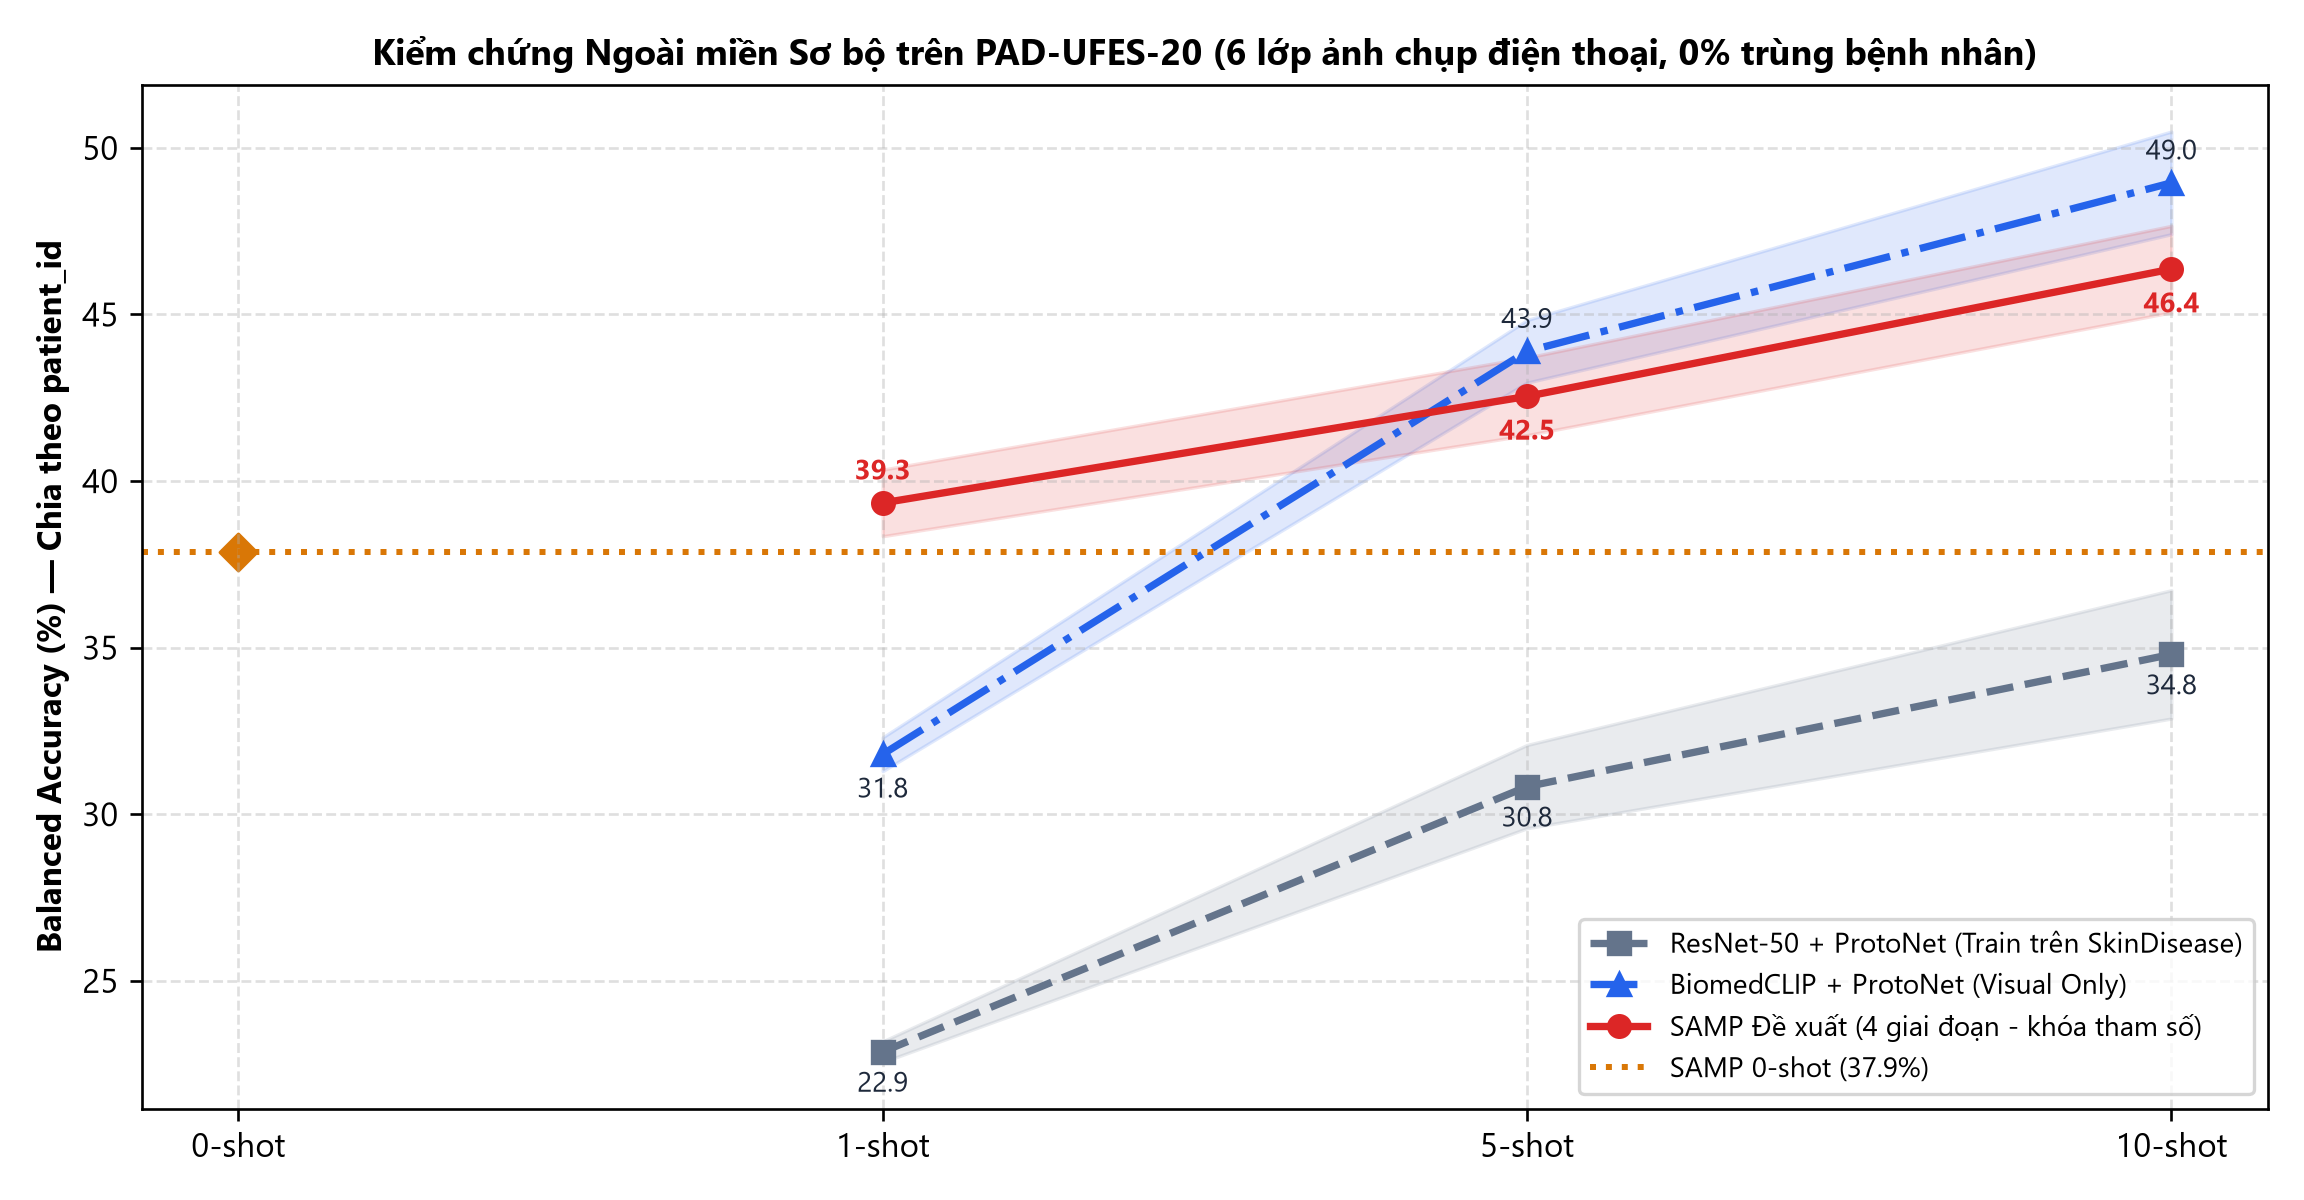 Kiểm chứng Ngoài miền Sơ bộ trên PAD-UFES-20 (6 lớp ảnh chụp điện thoại, 0% trùng bệnh nhân)
Balanced Accuracy (%) — Chia theo patient_id
50
45
40
35
30
25
49.0
46.4
43.9
42.5
39.3
31.8
34.8
30.8
22.9
ResNet-50 + ProtoNet (Train trên SkinDisease)
BiomedCLIP + ProtoNet (Visual Only)
SAMP Đề xuất (4 giai đoạn - khóa tham số)
SAMP 0-shot (37.9%)
0-shot
1-shot
5-shot
10-shot